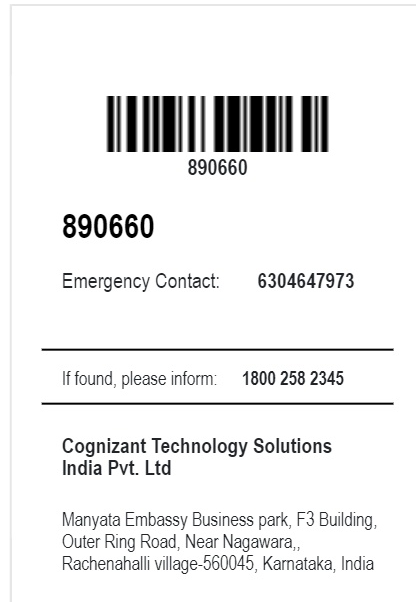 890660
890660
Emergency Contact: 6304647973
If found, please inform: 1800 258 2345
Cognizant Technology Solutions
India Pvt. Ltd
Manyata Embassy Business park, F3 Building,
Outer Ring Road, Near Nagawara,,
Rachenahalli village-560045, Karnataka, India